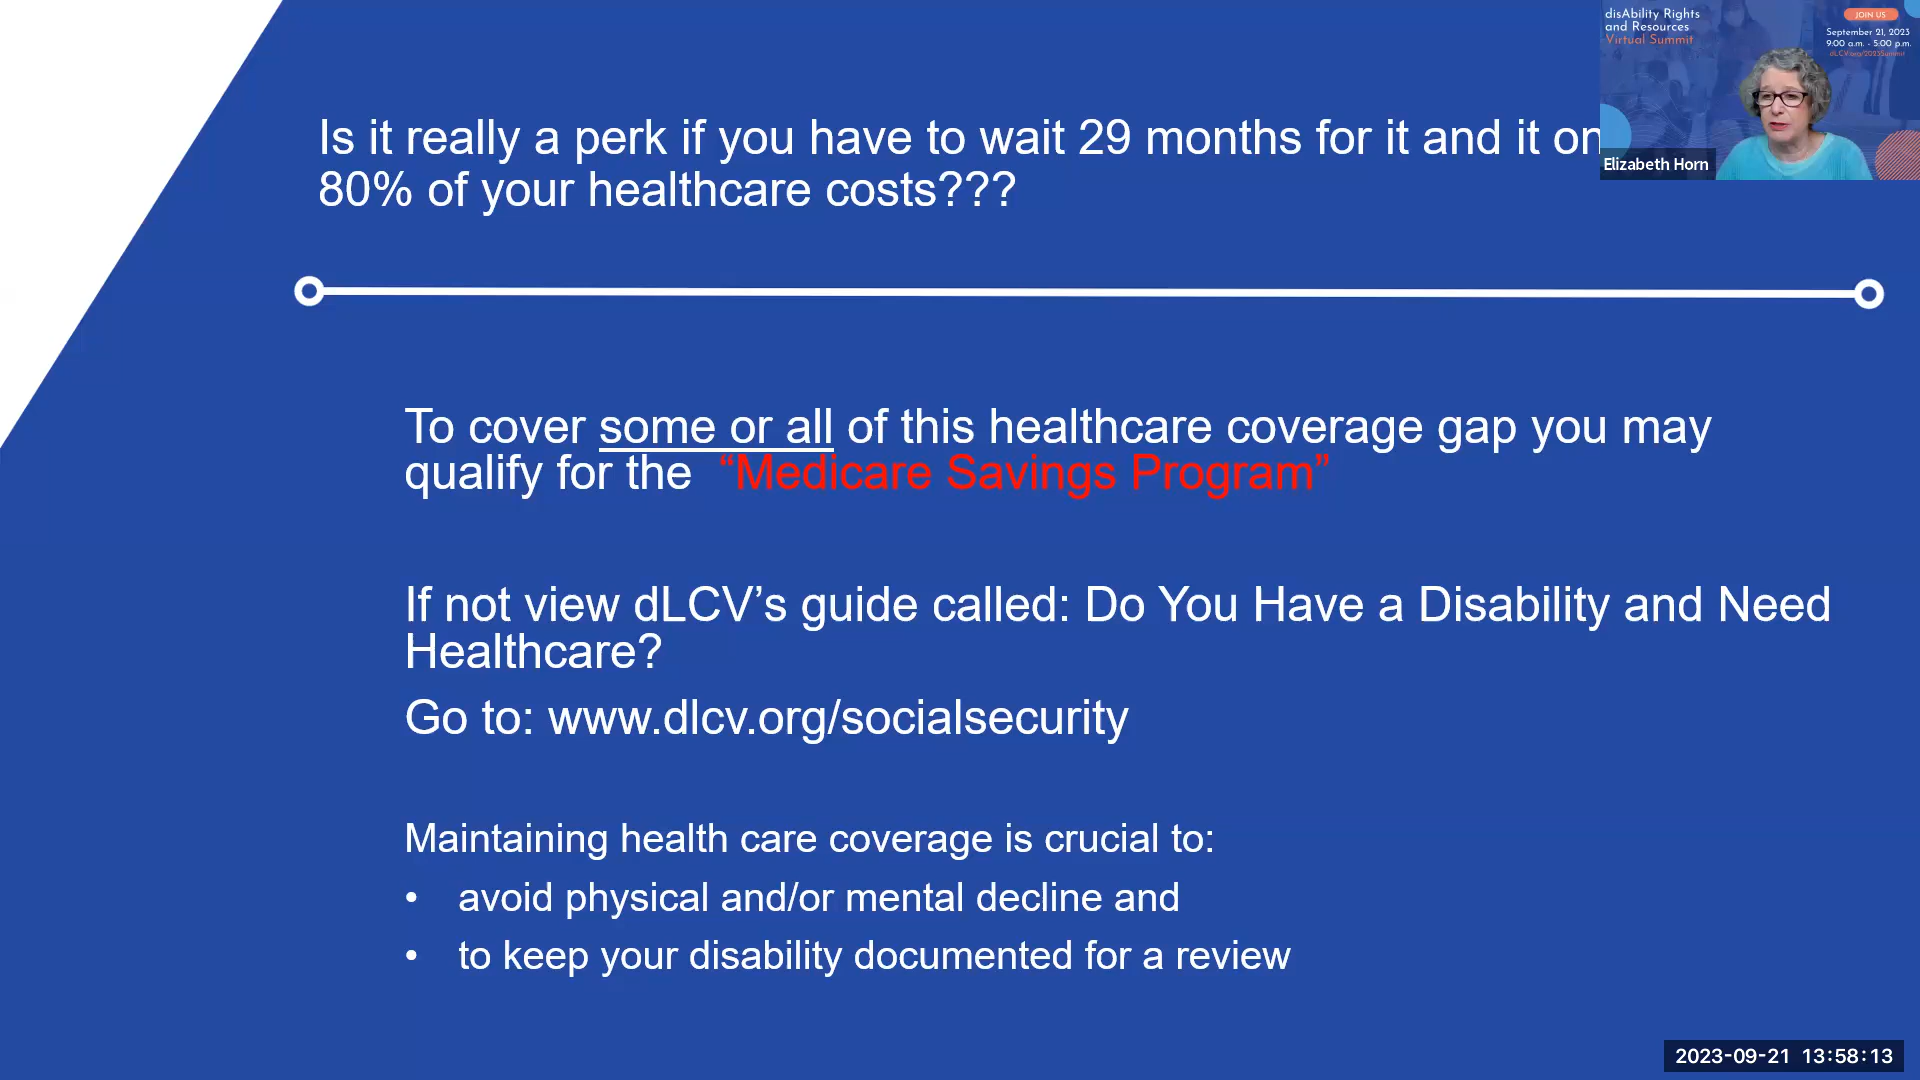 disAbility Rights
and Resources
Virtual Summit
JOIN US
September 21, 2023
9:00 a.m. - 5:00 p.m.
Elizabeth Horn
Is it really a perk if you have to wait 29 months for it and it on
80% of your healthcare costs???
To cover some or all of this healthcare coverage gap you may
qualify for the “Medicare Savings Program”
If not view dLCV’s guide called: Do You Have a Disability and Need
Healthcare?
Go to: www.dlcv.org/socialsecurity
Maintaining health care coverage is crucial to:
• avoid physical and/or mental decline and
• to keep your disability documented for a review
2023-09-21 13:58:13